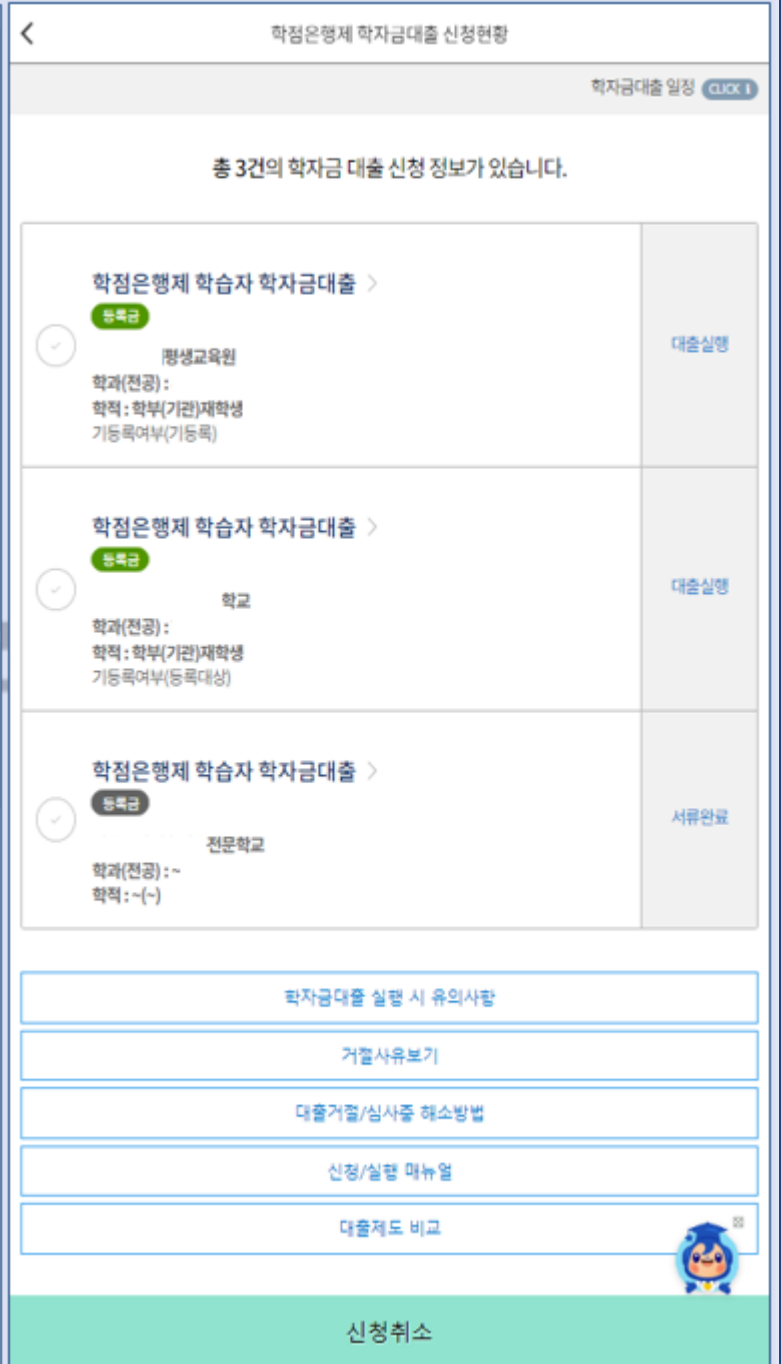 학점은행제 학자금대출 신청현황
학자금대출 일정 CLICK
총 3건의 학자금 대출 신청 정보가 있습니다.
학점은행제 학습자 학자금대출 >
등록금
평생교육원
학과(전공) :
학적 : 학부(기관)재학생
기등록여부(기등록)
대출실행
학점은행제 학습자 학자금대출 >
등록금
학교
학과(전공) :
학적 : 학부(기관)재학생
기등록여부(등록대상)
대출실행
학점은행제 학습자 학자금대출 >
등록금
전문학교
학과(전공) : ~
학적 : ~(~)
서류완료
학자금대출 실행 시 유의사항
거절사유보기
대출거절/심사중 해소방법
신청/실행 매뉴얼
대출제도 비교
신청취소